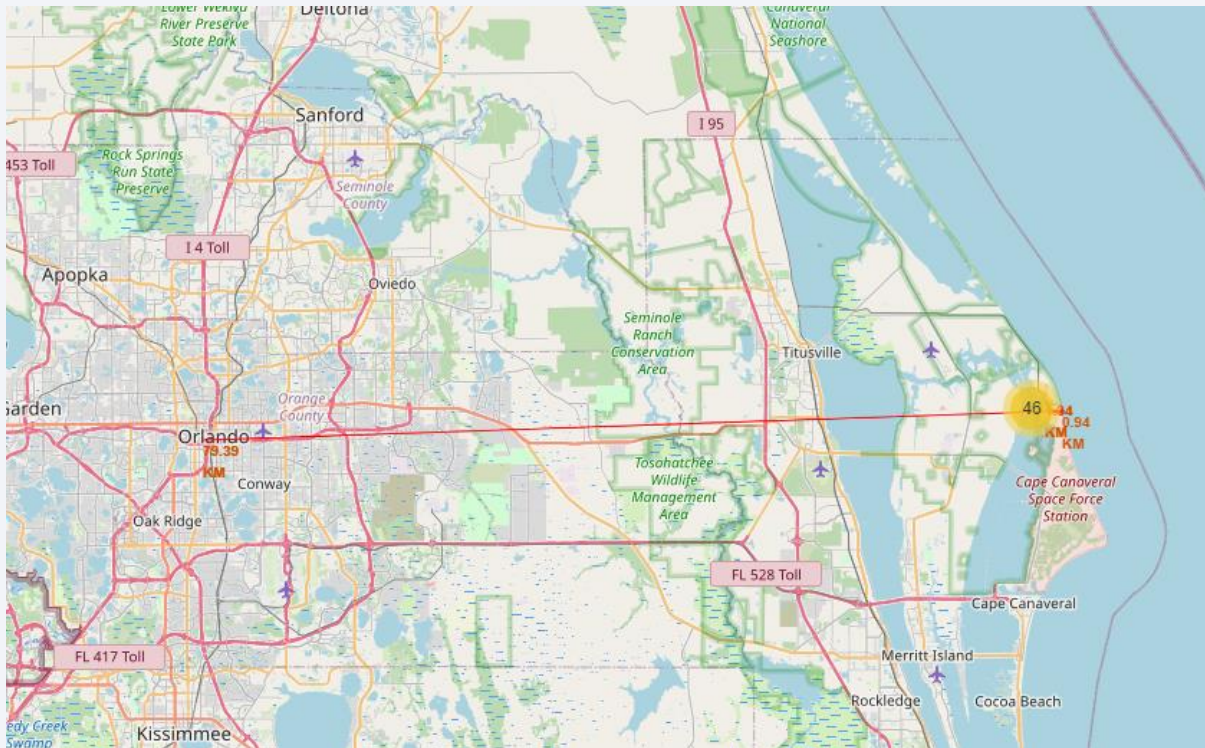 Lower Wekiva
River Preserve
State Park
Deltona
Canaveral
National
Seashore
Sanford
I 95
453 Toll
Rock Springs
Run State
Preserve
Seminole
County
I 4 Toll
Apopka
Oviedo
Seminole
Ranch
Conservation
Area
Titusville
Orange
County
Garden
46
0.94
KM
KM
Orlando
79.39
KM
Conway
Tosohatchee
Wildlife
Management
Area
Cape Canaveral
Space Force
Station
Oak Ridge
FL 528 Toll
Cape Canaveral
FL 417 Toll
Merritt Island
Rockledge
Cocoa Beach
Kissimmee
Creek
Swamp